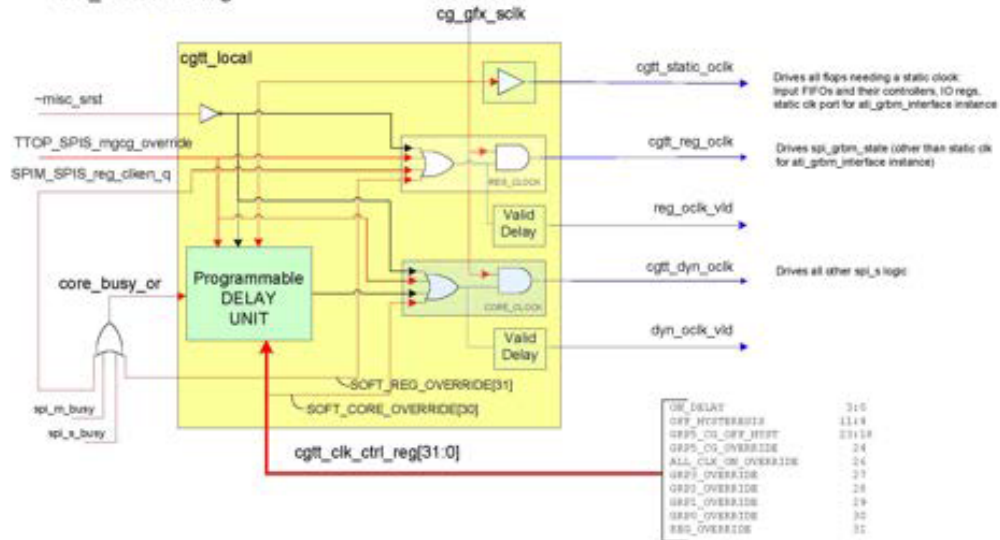 cg_gfx_sclk
cgtt_local
cgtt_static_oclk
Drives all flops needing a static clock:
Input FIFOs and their controllers, IO regs,
static clk port for ati_grbm_interface instance
~misc_srst
TTOP_SPIS_mgcg_override
cgtt_reg_oclk
Drives spi_grbm_state (other than static clk
for ati_grbm_interface instance)
SPIM_SPIS_reg_clken_q
REG_CLOCK
reg_oclk_vld
Valid
Delay
core_busy_or
Programmable
DELAY
UNIT
cgtt_dyn_oclk
Drives all other spi_s logic
CORE_CLOCK
dyn_oclk_vld
Valid
Delay
SOFT_REG_OVERRIDE[31]
SOFT_CORE_OVERRIDE[30]
spi_m_busy
spi_s_busy
cgtt_clk_ctrl_reg[31:0]
ON_DELAY 3:0
OFF_HYSTERESIS 11:4
GRP5_CG_OFF_HYST 23:18
GRP5_CG_OVERRIDE 24
ALL_CLK_ON_OVERRIDE 26
GRP3_OVERRIDE 27
GRP2_OVERRIDE 28
GRP1_OVERRIDE 29
GRP0_OVERRIDE 30
REG_OVERRIDE 31